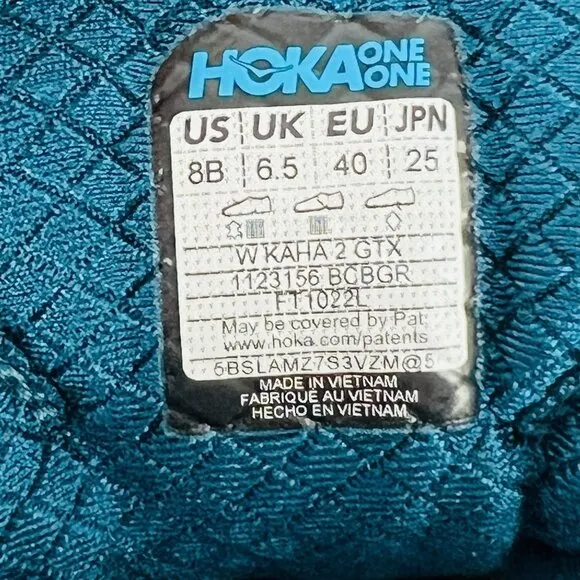 HOKA ONE ONE
US UK EU JPN
8B 6.5 40 25
W KAHA 2 GTX
1123156 BCBGR
FT1022L
May be covered by Pat:
www.hoka.com/patents
5BSLAMZ7S3VZM@5
MADE IN VIETNAM
FABRIQUÉ AU VIETNAM
HECHO EN VIETNAM